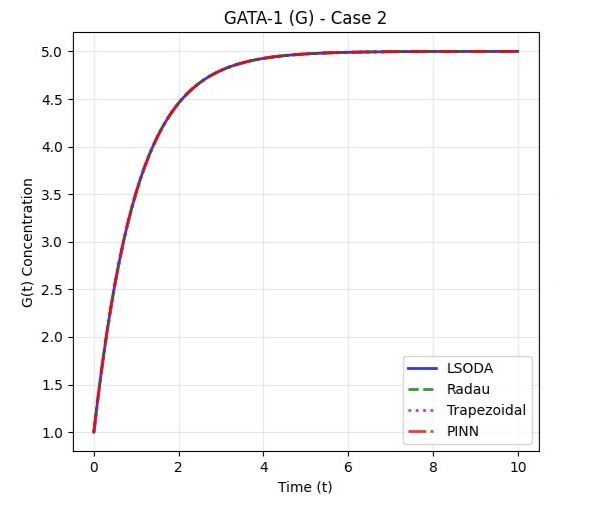 GATA-1 (G) - Case 2
G(t) Concentration
5.0
4.5
4.0
3.5
3.0
2.5
2.0
1.5
1.0
LSODA
Radau
Trapezoidal
PINN
0 2 4 6 8 10
Time (t)